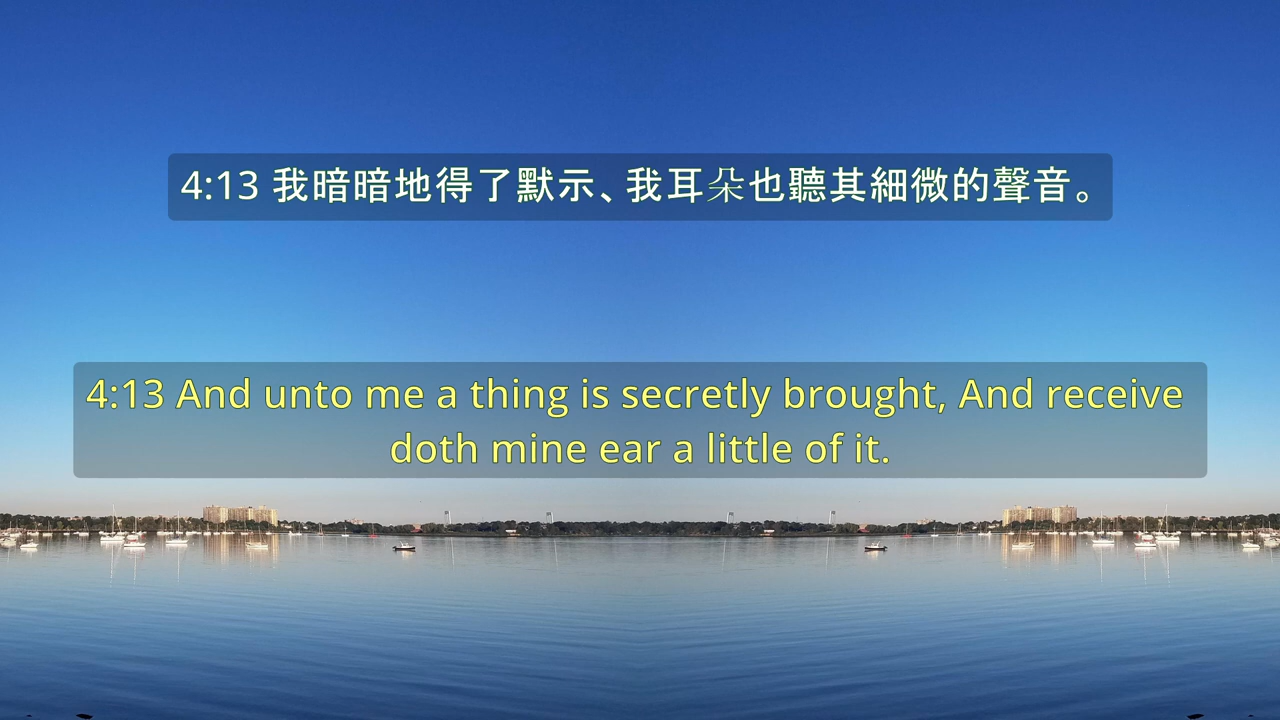 4:13 我暗暗地得了默示、我耳朵也聽其細微的聲音。
4:13 And unto me a thing is secretly brought, And receive
doth mine ear a little of it.